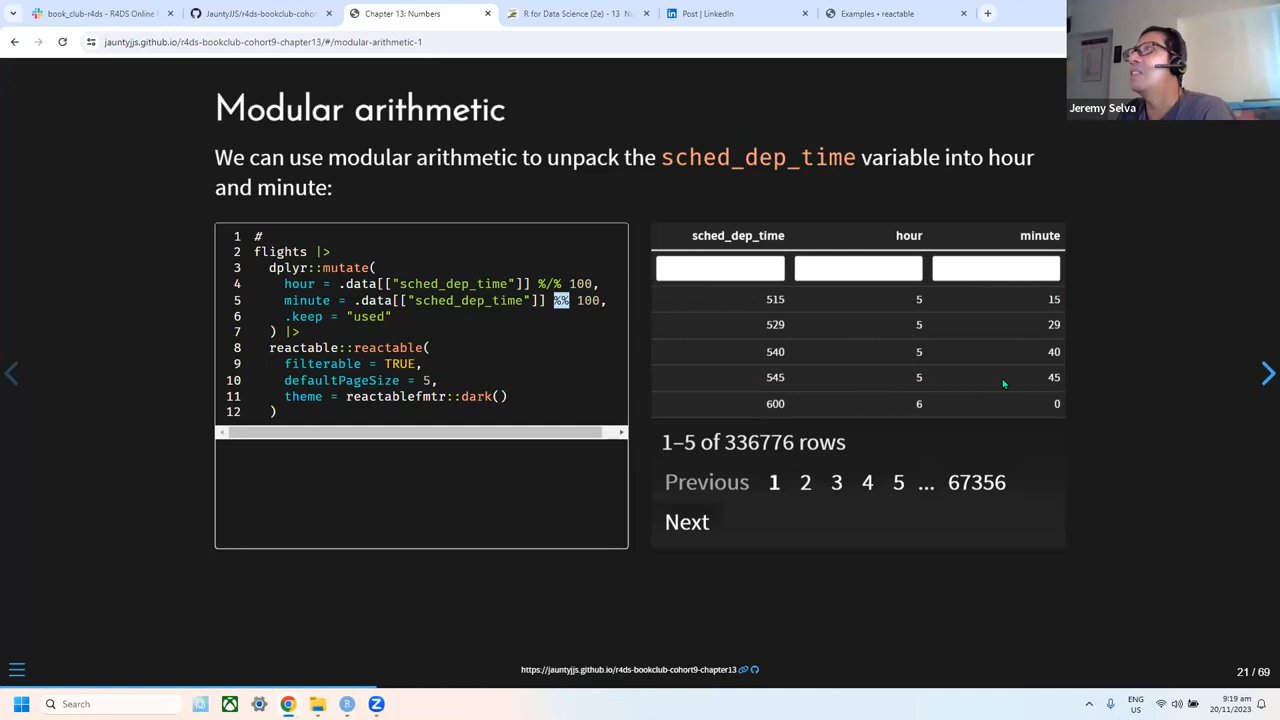 book_club-r4ds - R4DS Online L
JauntyJJS/r4ds-bookclub-cohort
Chapter 13: Numbers
R for Data Science (2e) - 13 N
Post | LinkedIn
Examples – reactable
jauntyjjs.github.io/r4ds-bookclub-cohort9-chapter13/#/modular-arithmetic-1
Jeremy Selva
Modular arithmetic
We can use modular arithmetic to unpack the sched_dep_time variable into hour
and minute:
1 #
2 flights |>
3 dplyr::mutate(
4 hour = .data[["sched_dep_time"]] %/% 100,
5 minute = .data[["sched_dep_time"]] %% 100,
6 .keep = "used"
7 ) |>
8 reactable::reactable(
9 filterable = TRUE,
10 defaultPageSize = 5,
11 theme = reactablefmtr::dark()
12 )
sched_dep_time hour minute
515 5 15
529 5 29
540 5 40
545 5 45
600 6 0
1–5 of 336776 rows
Previous 1 2 3 4 5 ... 67356
Next
https://jauntyjjs.github.io/r4ds-bookclub-cohort9-chapter13
21 / 69
Search
ENG
US
9:19 am
20/11/2023